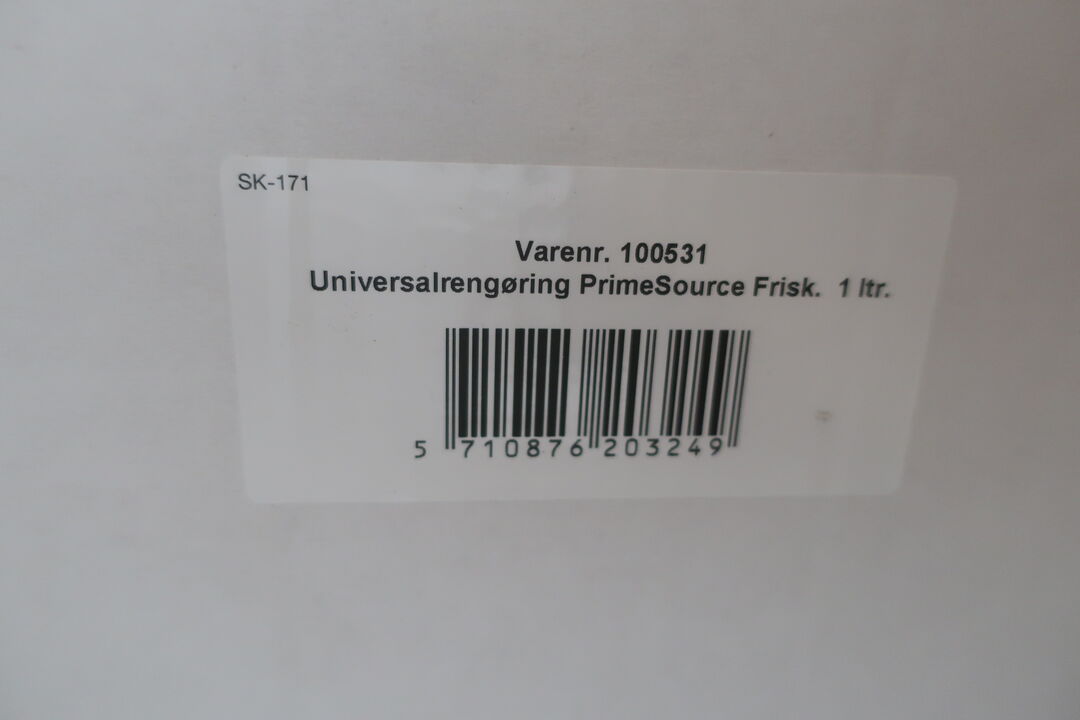 SK-171
Varenr. 100531
Universalrengøring PrimeSource Frisk. 1 ltr.
5 710876 203249